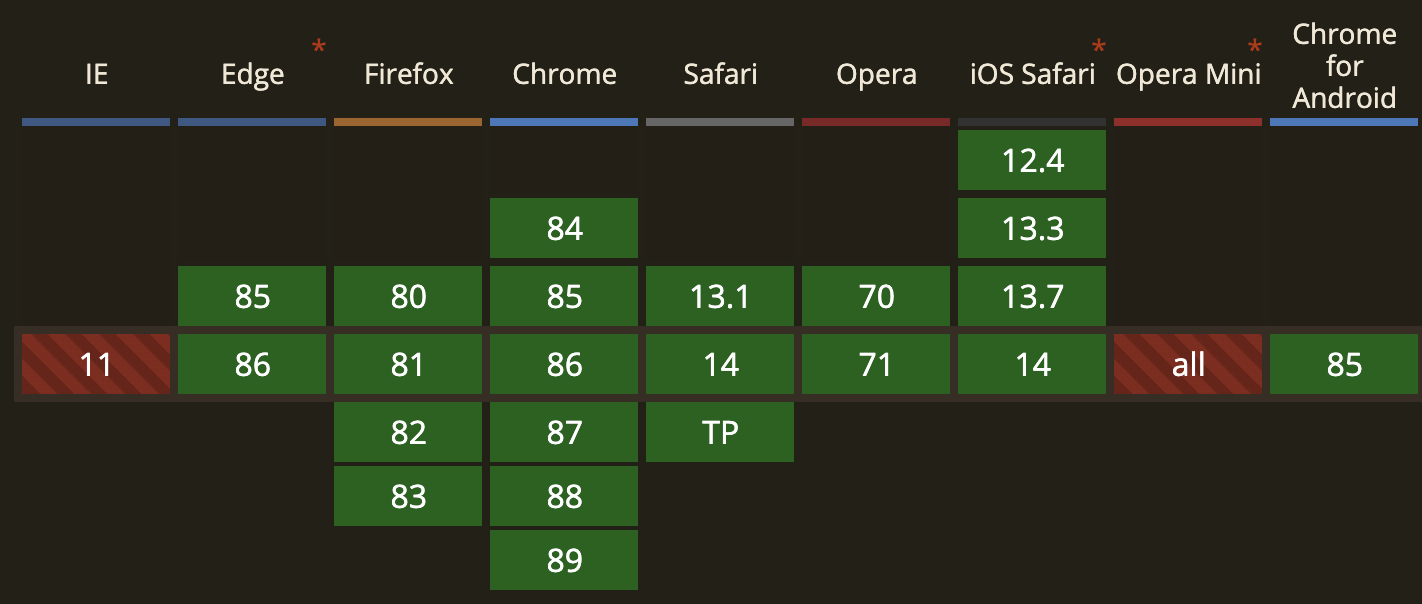 IE Edge * Firefox Chrome Safari Opera iOS Safari * Opera Mini * Chrome
for
Android
12.4
84 13.3
85 80 85 13.1 70 13.7
11 86 81 86 14 71 14 all 85
82 87 TP
83 88
89